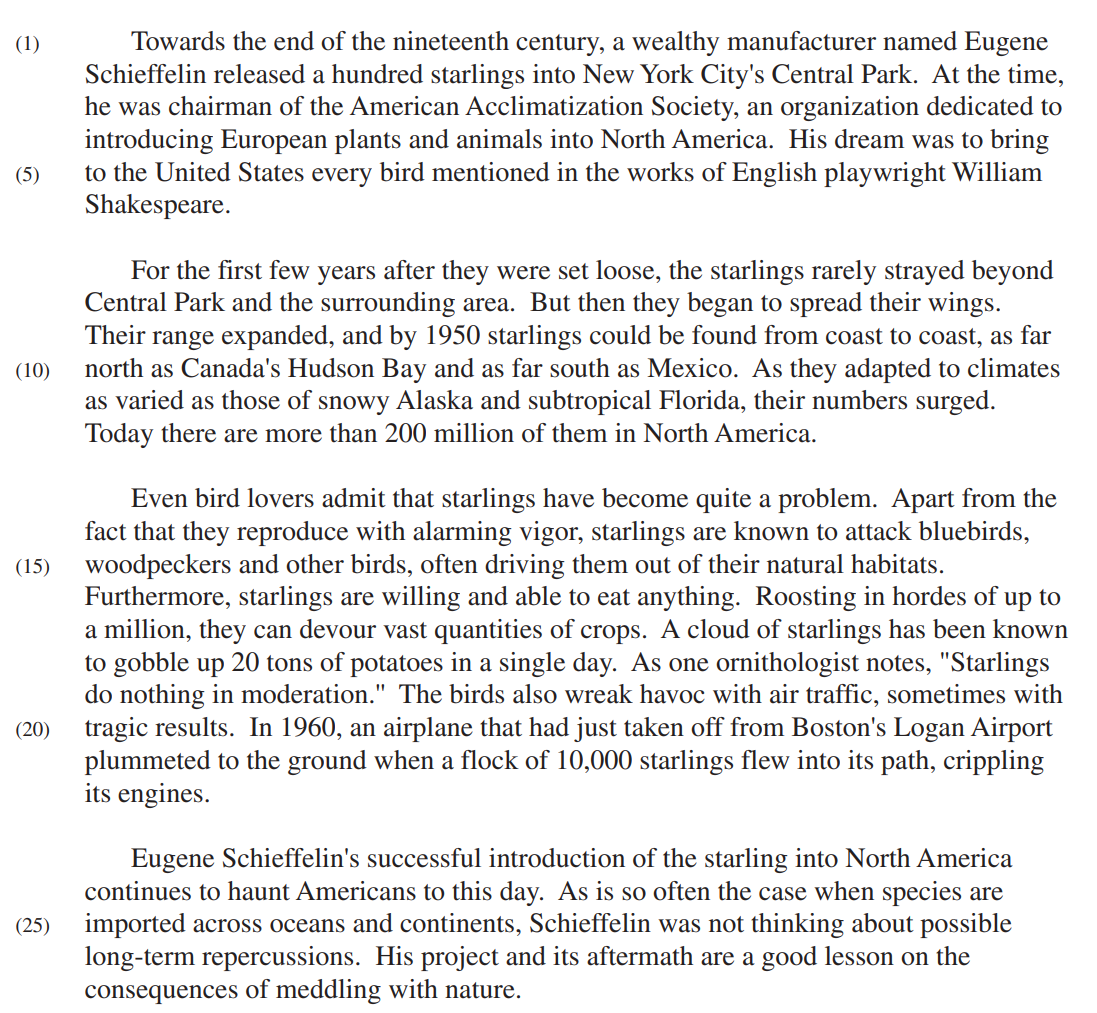 (1) Towards the end of the nineteenth century, a wealthy manufacturer named Eugene
Schieffelin released a hundred starlings into New York City's Central Park. At the time,
he was chairman of the American Acclimatization Society, an organization dedicated to
introducing European plants and animals into North America. His dream was to bring
(5) to the United States every bird mentioned in the works of English playwright William
Shakespeare.
For the first few years after they were set loose, the starlings rarely strayed beyond
Central Park and the surrounding area. But then they began to spread their wings.
Their range expanded, and by 1950 starlings could be found from coast to coast, as far
(10) north as Canada's Hudson Bay and as far south as Mexico. As they adapted to climates
as varied as those of snowy Alaska and subtropical Florida, their numbers surged.
Today there are more than 200 million of them in North America.
Even bird lovers admit that starlings have become quite a problem. Apart from the
fact that they reproduce with alarming vigor, starlings are known to attack bluebirds,
(15) woodpeckers and other birds, often driving them out of their natural habitats.
Furthermore, starlings are willing and able to eat anything. Roosting in hordes of up to
a million, they can devour vast quantities of crops. A cloud of starlings has been known
to gobble up 20 tons of potatoes in a single day. As one ornithologist notes, "Starlings
do nothing in moderation." The birds also wreak havoc with air traffic, sometimes with
(20) tragic results. In 1960, an airplane that had just taken off from Boston's Logan Airport
plummeted to the ground when a flock of 10,000 starlings flew into its path, crippling
its engines.
Eugene Schieffelin's successful introduction of the starling into North America
continues to haunt Americans to this day. As is so often the case when species are
(25) imported across oceans and continents, Schieffelin was not thinking about possible
long-term repercussions. His project and its aftermath are a good lesson on the
consequences of meddling with nature.